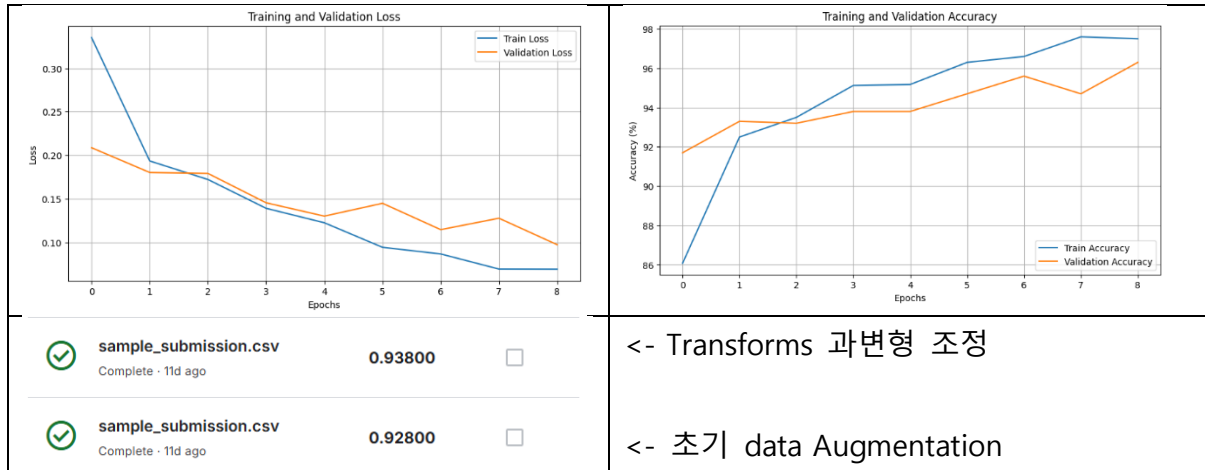 Training and Validation Loss
Train Loss
Validation Loss
0.30
0.25
0.20
0.15
0.10
Loss
0 1 2 3 4 5 6 7 8
Epochs
Training and Validation Accuracy
98
96
94
92
90
88
86
Accuracy (%)
Train Accuracy
Validation Accuracy
0 1 2 3 4 5 6 7 8
Epochs
sample_submission.csv
Complete · 11d ago
0.93800
<- Transforms 과변형 조정
sample_submission.csv
Complete · 11d ago
0.92800
<- 초기 data Augmentation